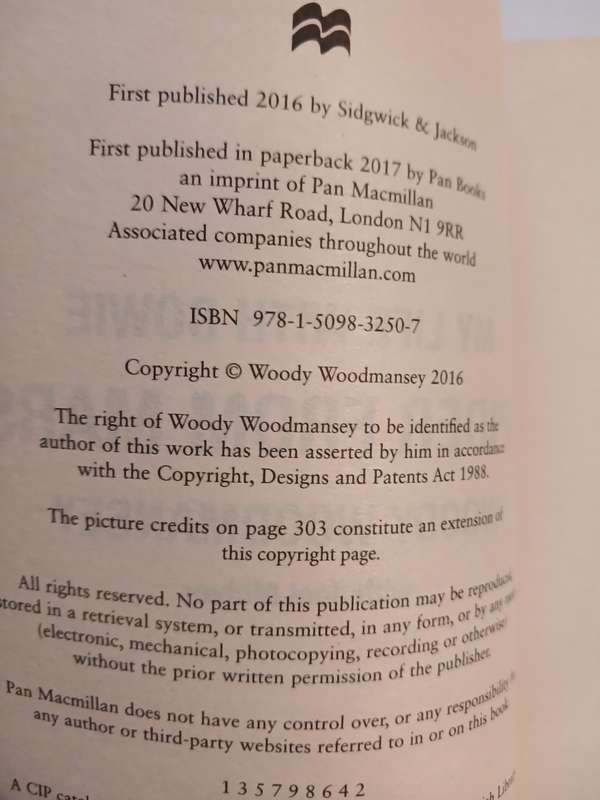 First published 2016 by Sidgwick & Jackson
First published in paperback 2017 by Pan Books
an imprint of Pan Macmillan
20 New Wharf Road, London N1 9RR
Associated companies throughout the world
www.panmacmillan.com
ISBN 978-1-5098-3250-7
Copyright © Woody Woodmansey 2016
The right of Woody Woodmansey to be identified as the
author of this work has been asserted by him in accordance
with the Copyright, Designs and Patents Act 1988.
The picture credits on page 303 constitute an extension of
this copyright page.
All rights reserved. No part of this publication may be reproduced,
stored in a retrieval system, or transmitted, in any form, or by any
(electronic, mechanical, photocopying, recording or otherwise)
without the prior written permission of the publisher.
Pan Macmillan does not have any control over, or any responsibility
any author or third-party websites referred to in or on this book
1 3 5 7 9 8 6 4 2
A CIP